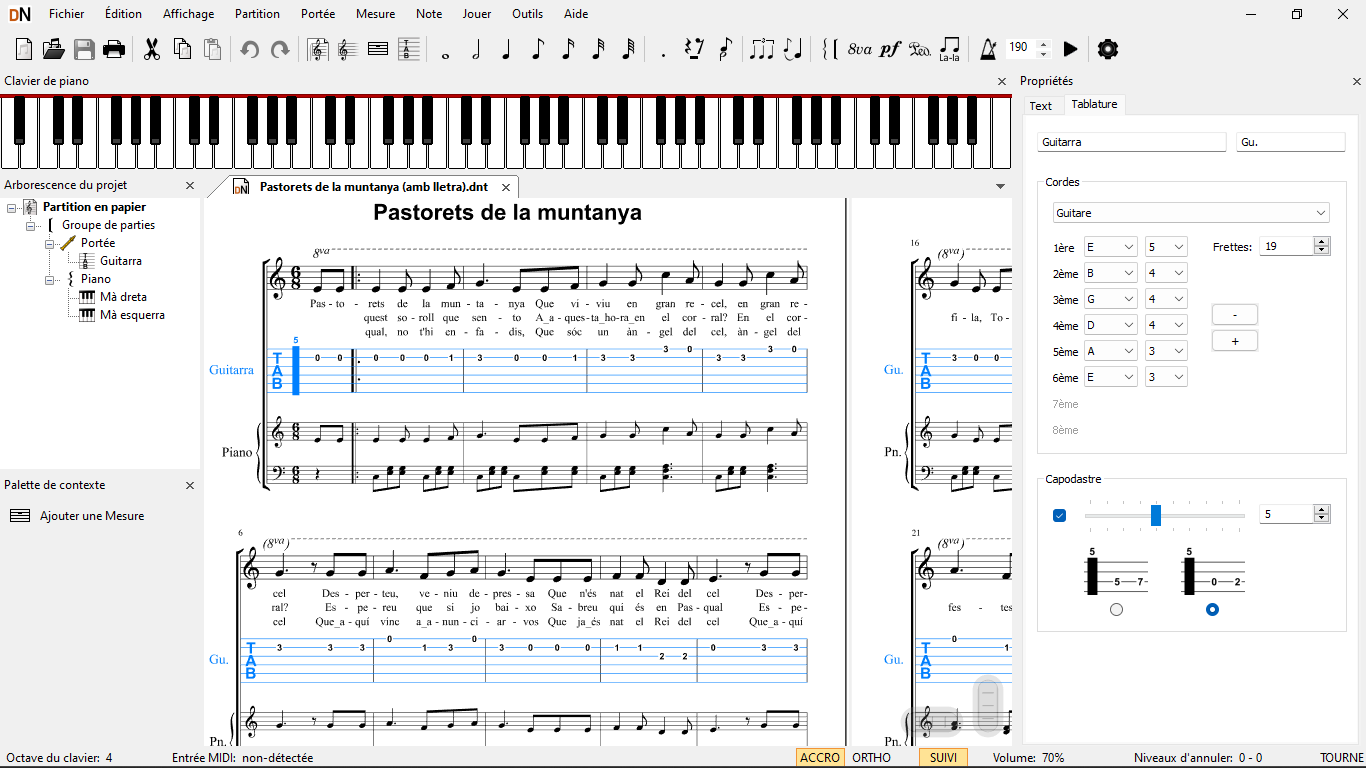 DN Fichier Édition Affichage Partition Portée Mesure Note Jouer Outils Aide
8va pf Ped. La-la 190
Clavier de piano
Propriétés
Text Tablature
Guitarra Gu.
Cordes
Guitare
1ère E 5 Frettes: 19
2ème B 4
3ème G 4
4ème D 4
-
5ème A 3
+
6ème E 3
7ème
8ème
Capodastre
5
5 5
5 7 0 2
Arborescence du projet
Partition en papier
Groupe de parties
Portée
Guitarra
Piano
Mà dreta
Mà esquerra
Palette de contexte
Ajouter une Mesure
DN Pastorets de la muntanya (amb lletra).dnt
Pastorets de la muntanya
8va
Pas- to - rets de la mun - ta - nya Que vi - viu en gran re - cel, en gran re -
quest so - roll que sen - to A_a - ques - ta_ho - ra_en el cor - ral? En el cor -
qual, no t'hi en - fa - dis, Que sóc un àn - gel del cel, àn - gel del
5
Guitarra TAB 0 0 0 0 0 1 3 0 0 1 3 3 3 0 3 3 3 0
Piano
6
(8va)
cel Des - per - teu, ve - niu de - pres - sa Que n'és nat el Rei del cel Des - per -
ral? Es - pe - reu que si jo bai - xo Sa - breu qui és en Pas - qual Es - pe -
cel Que_a - quí vinc a_a - nun - ci - ar - vos Que ja_és nat el Rei del cel Que_a - quí
Gu. TAB 3 3 3 0 1 3 0 3 0 0 0 1 1 2 2 0 3 3
Pn.
16
(8va)
fi - la, To -
Gu. TAB 3 0 0
Pn.
21
(8va)
fes - tes
Gu. TAB 0 1
Pn.
Octave du clavier: 4 Entrée MIDI: non-détectée ACCRO ORTHO SUIVI Volume: 70% Niveaux d'annuler: 0 - 0 TOURNE